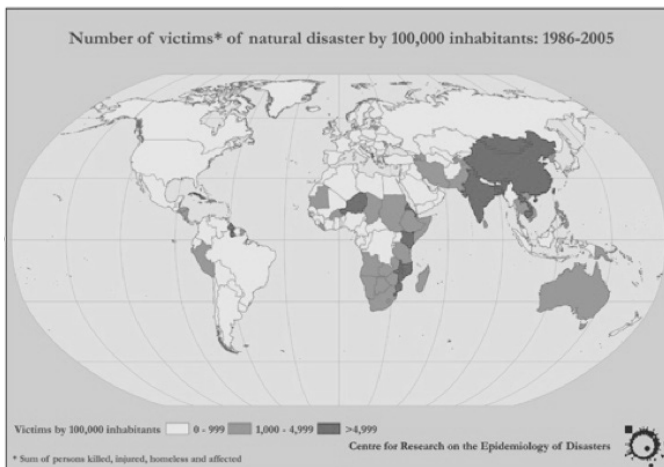 Number of victims* of natural disaster by 100,000 inhabitants: 1986-2005
Victims by 100,000 inhabitants 0 - 999 1,000 - 4,999 >4,999
Centre for Research on the Epidemiology of Disasters
* Sum of persons killed, injured, homeless and affected